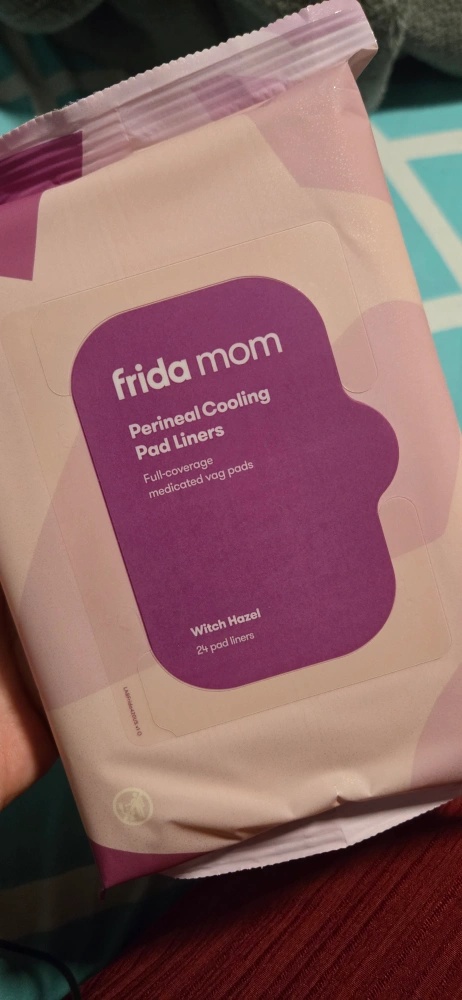 frida mom
Perineal Cooling
Pad Liners
Full-coverage
medicated vag pads
Witch Hazel
24 pad liners